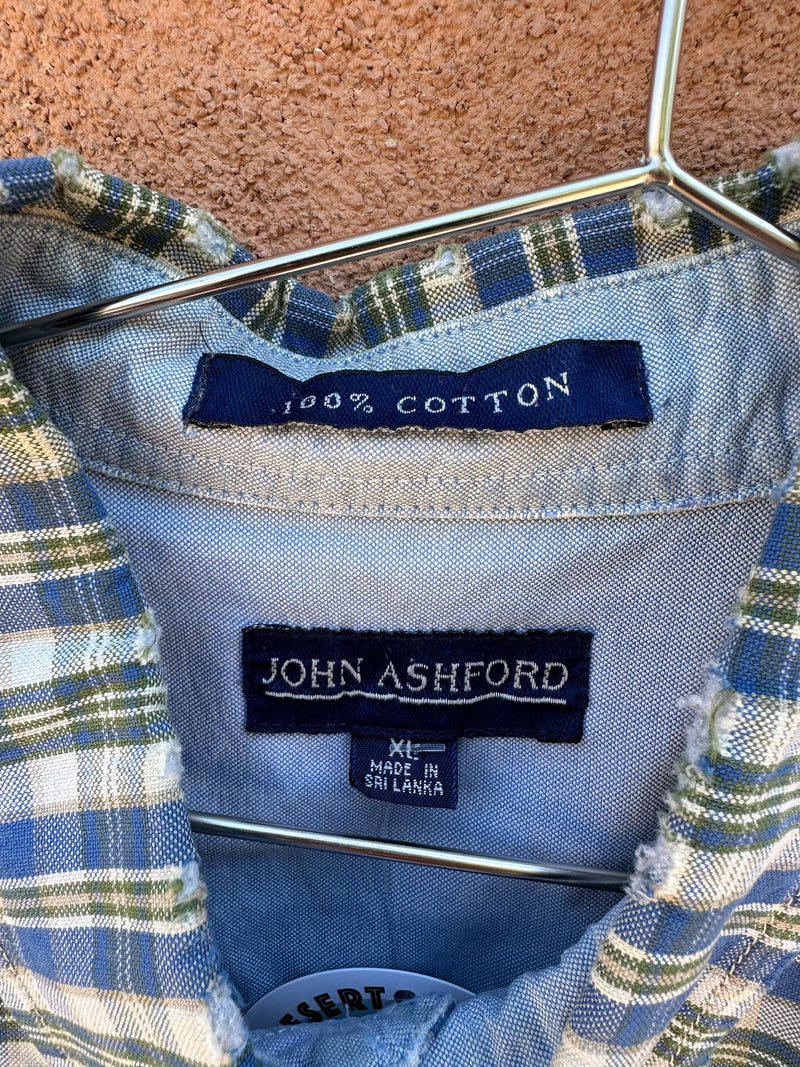 100% COTTON
JOHN ASHFORD
XL
MADE IN
SRI LANKA